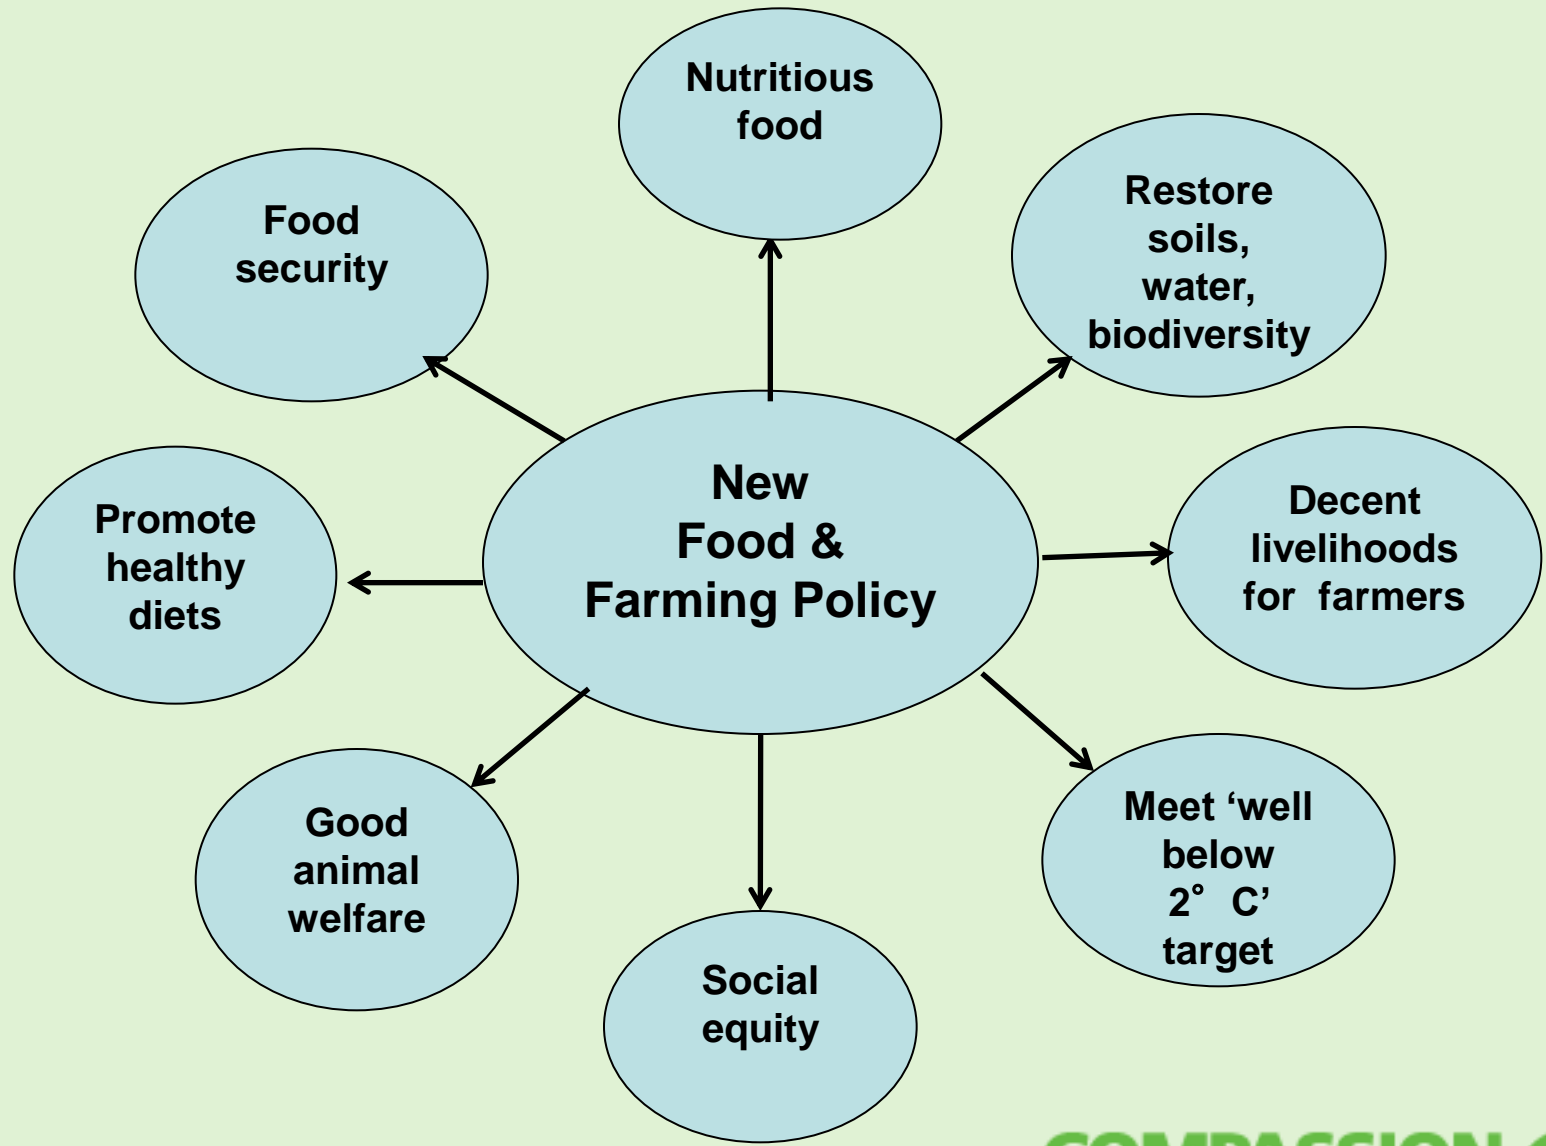 Nutritious
food
Restore
soils,
water,
biodiversity
Food
security
New
Food &
Farming Policy
Decent
livelihoods
for farmers
Promote
healthy
diets
Meet ‘well
below
2° C’
target
Good
animal
welfare
Social
equity
COMPASSION